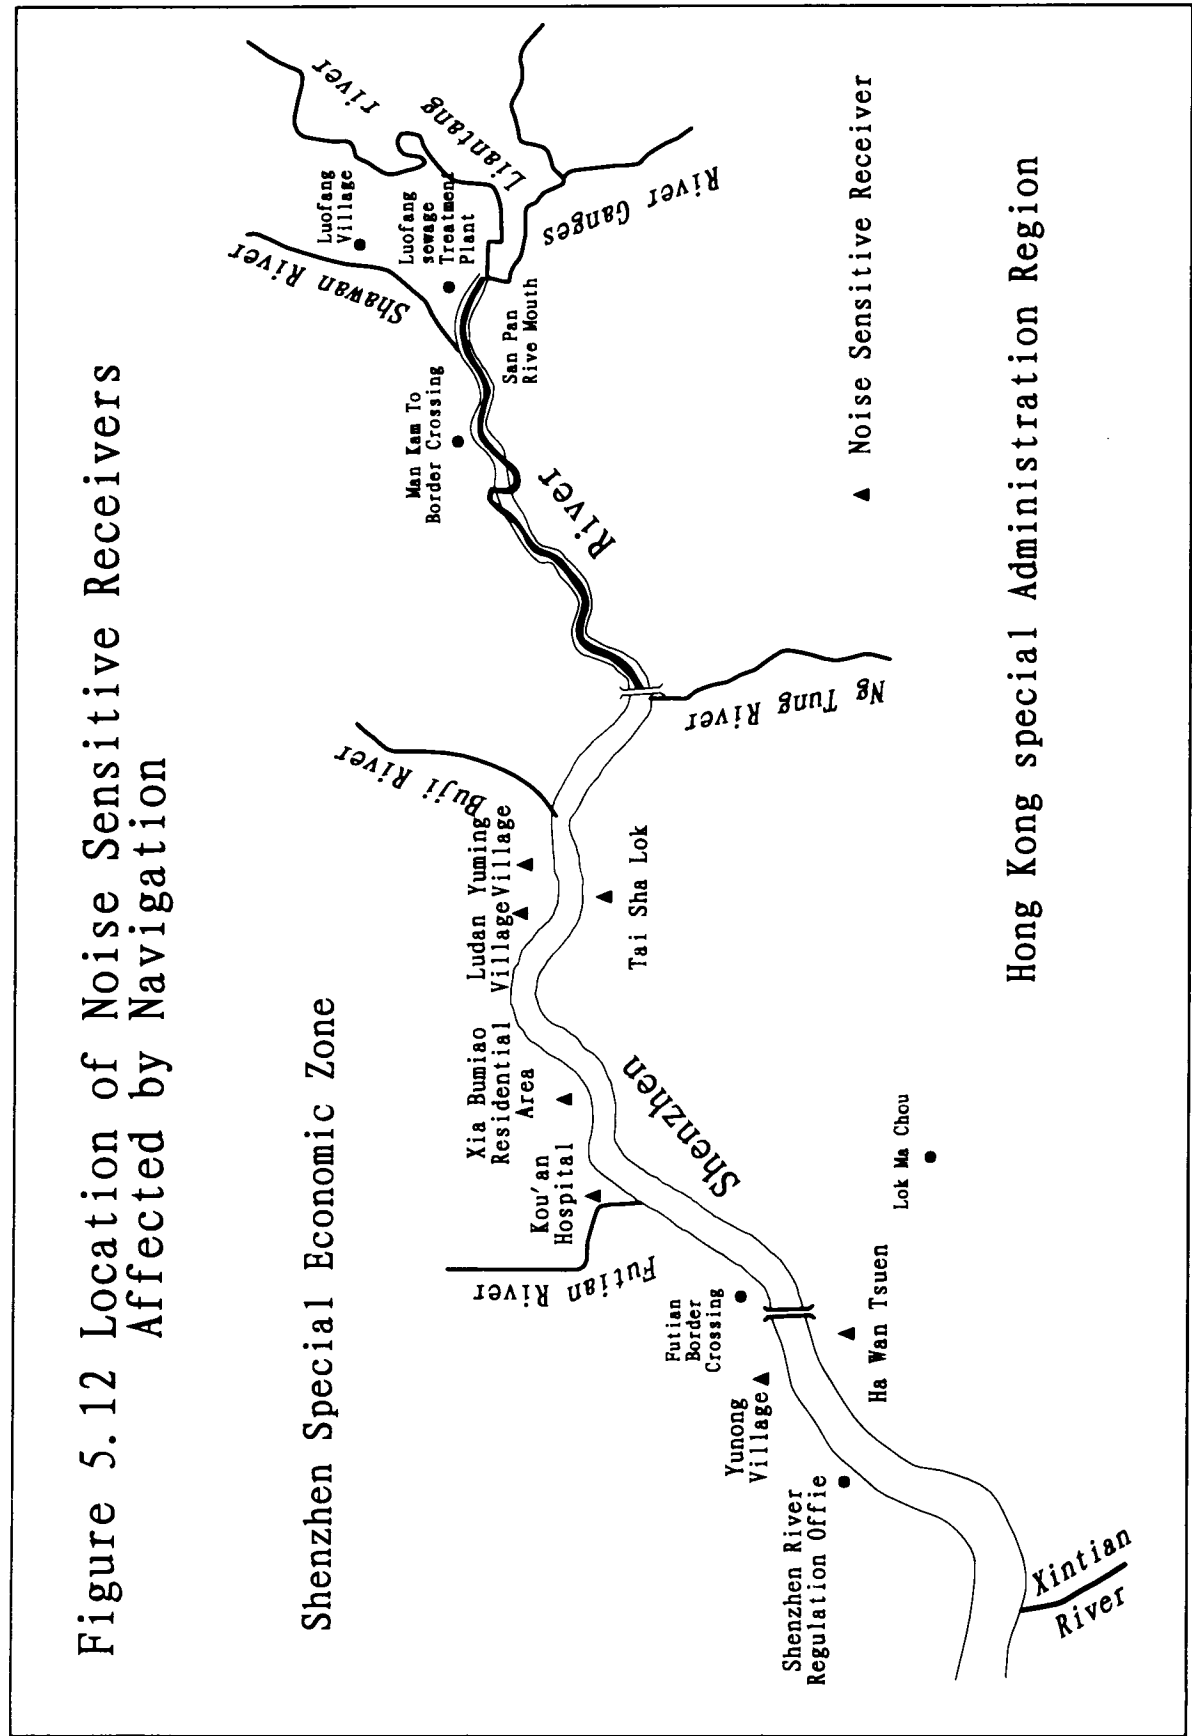 Figure 5.12 Location of Noise Sensitive Receivers
Affected by Navigation
Shenzhen Special Economic Zone
Luofang
Village
river
Liantang
Shawan River
Luofang
sewage
Treatment
Plant
Man Kam To
Border Crossing
San Pan
Rive Mouth
River Ganges
Buji River
Ludan
Village
Yuming
Village
River
Xia Bumiao
Residential
Area
Kou'an
Hospital
Tai Sha Lok
Ng Tung River
Futian River
Shenzhen
Futian
Border
Crossing
Yunong
Village
Shenzhen River
Regulation Offie
Ha Wan Tsuen
Lok Ma Chou
Xintian
River
▲ Noise Sensitive Receiver
Hong Kong special Administration Region